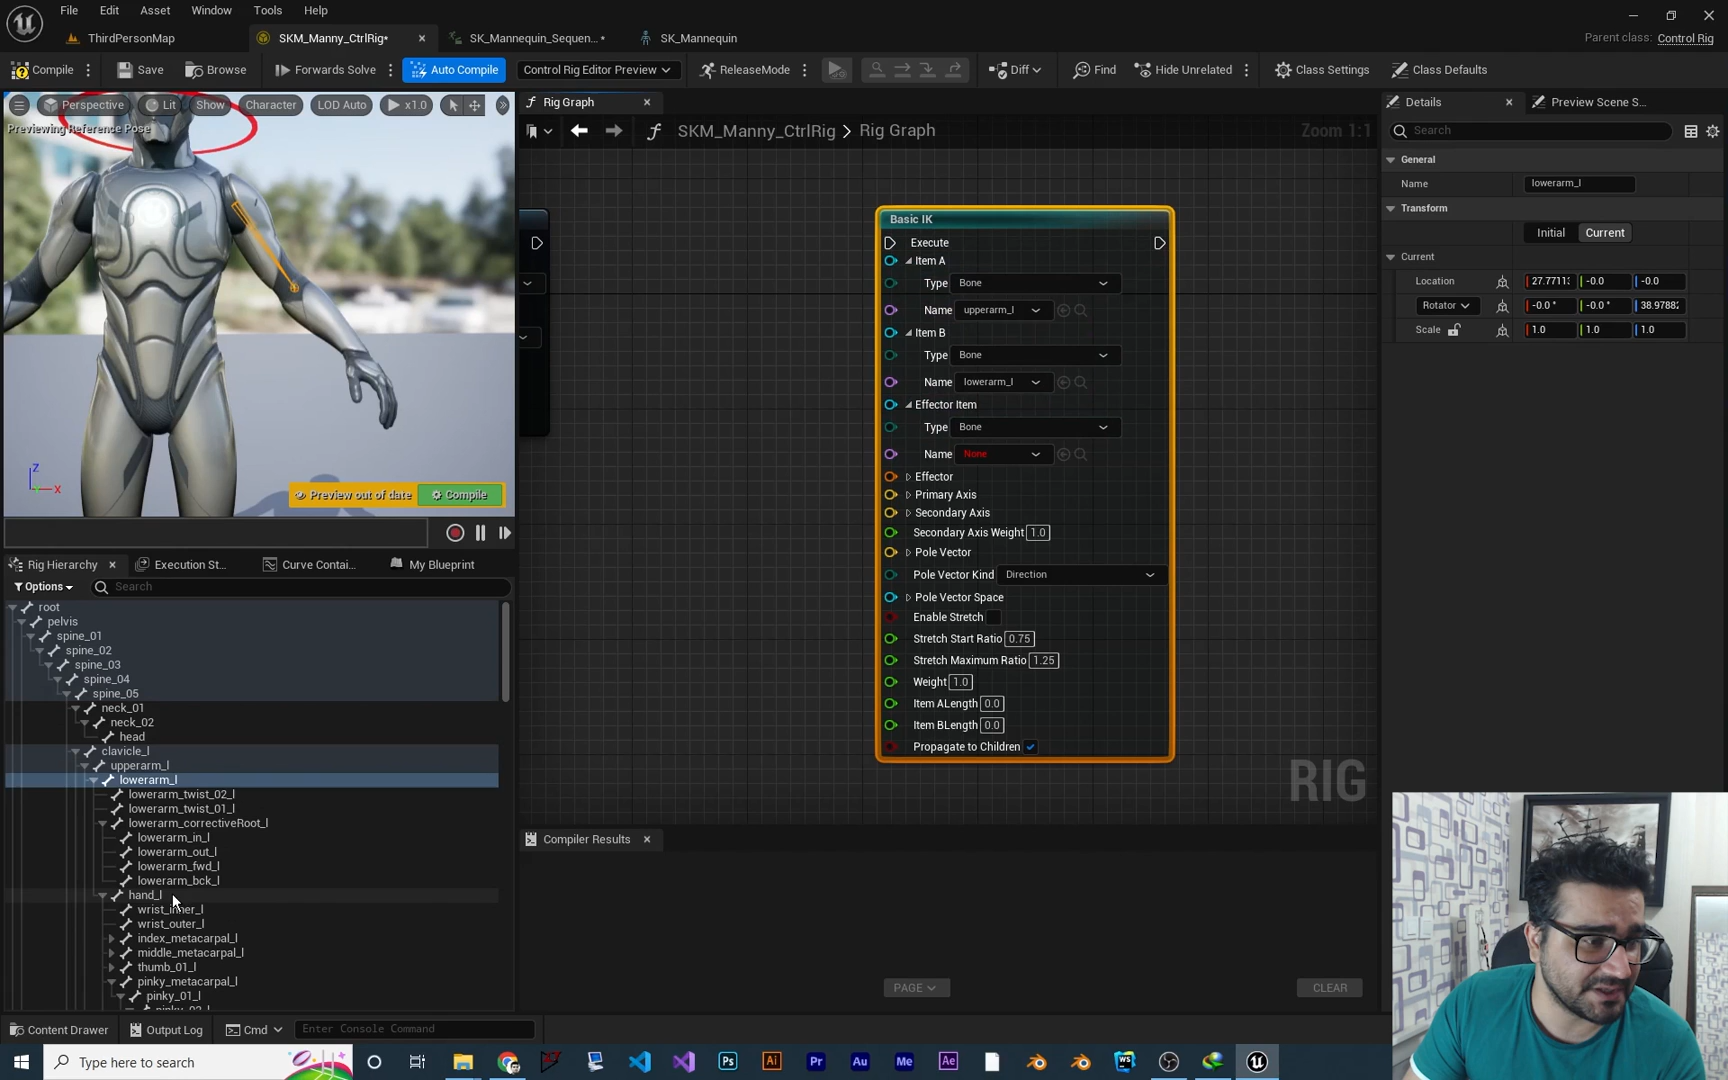 File Edit Asset Window Tools Help
ThirdPersonMap SKM_Manny_CtrlRig* SK_Mannequin_Sequen...* SK_Mannequin
Parent class: Control Rig
Compile Save Browse Forwards Solve Auto Compile Control Rig Editor Preview ReleaseMode Diff Find Hide Unrelated Class Settings Class Defaults
Perspective Lit Show Character LOD Auto x1.0
Previewing Reference Pose
Z
X
Preview out of date Compile
Rig Graph
SKM_Manny_CtrlRig > Rig Graph Zoom 1:1
Basic IK
Execute
Item A
Type Bone
Name upperarm_l
Item B
Type Bone
Name lowerarm_l
Effector Item
Type Bone
Name None
Effector
Primary Axis
Secondary Axis
Secondary Axis Weight 1.0
Pole Vector
Pole Vector Kind Direction
Pole Vector Space
Enable Stretch
Stretch Start Ratio 0.75
Stretch Maximum Ratio 1.25
Weight 1.0
Item ALength 0.0
Item BLength 0.0
Propagate to Children
RIG
Compiler Results
PAGE CLEAR
Details Preview Scene S...
Search
General
Name lowerarm_l
Transform
Initial Current
Current
Location 27.7711 -0.0 -0.0
Rotator -0.0 ° -0.0 ° 38.9788
Scale 1.0 1.0 1.0
Rig Hierarchy Execution St... Curve Contai... My Blueprint
Options Search
root
pelvis
spine_01
spine_02
spine_03
spine_04
spine_05
neck_01
neck_02
head
clavicle_l
upperarm_l
lowerarm_l
lowerarm_twist_02_l
lowerarm_twist_01_l
lowerarm_correctiveRoot_l
lowerarm_in_l
lowerarm_out_l
lowerarm_fwd_l
lowerarm_bck_l
hand_l
wrist_inner_l
wrist_outer_l
index_metacarpal_l
middle_metacarpal_l
thumb_01_l
pinky_metacarpal_l
pinky_01_l
Content Drawer Output Log Cmd Enter Console Command
Type here to search Ps Ai Pr Au Me Ae WS